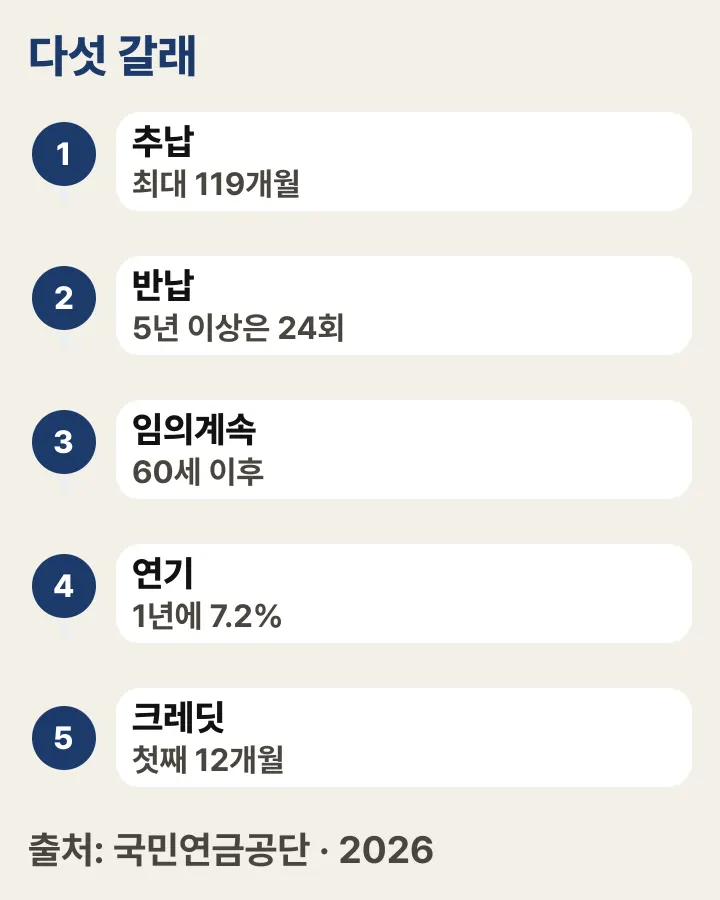 다섯 갈래
1
추납
최대 119개월
2
반납
5년 이상은 24회
3
임의계속
60세 이후
4
연기
1년에 7.2%
5
크레딧
첫째 12개월
출처: 국민연금공단 · 2026